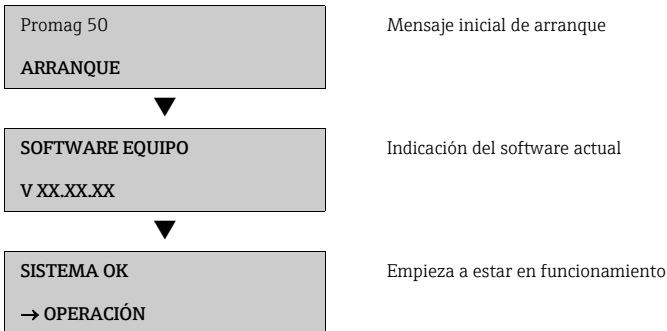 Promag 50
Mensaje inicial de arranque
ARRANQUE
▼
SOFTWARE EQUIPO
Indicación del software actual
V XX.XX.XX
▼
SISTEMA OK
Empieza a estar en funcionamiento
→ OPERACIÓN